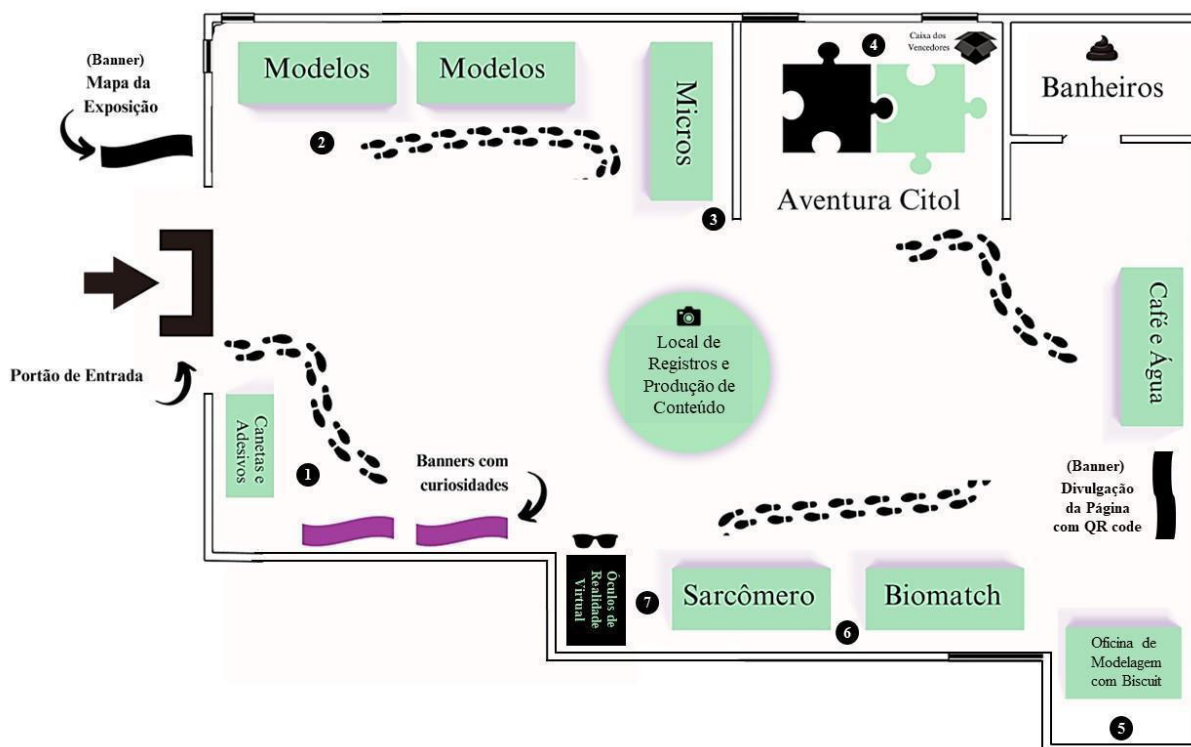 (Banner)
Mapa da
Exposição
Portão de Entrada
Modelos
Modelos
2
Micros
3
4
Caixa dos
Vencedores
Aventura Citol
Banheiros
Canetas e
Adesivos
1
Banners com
curiosidades
Local de
Registros e
Produção de
Conteúdo
Café e Água
(Banner)
Divulgação
da Página
com QR code
Óculos de
Realidade
Virtual
7
Sarcômero
6
Biomatch
Oficina de
Modelagem
com Biscuit
5